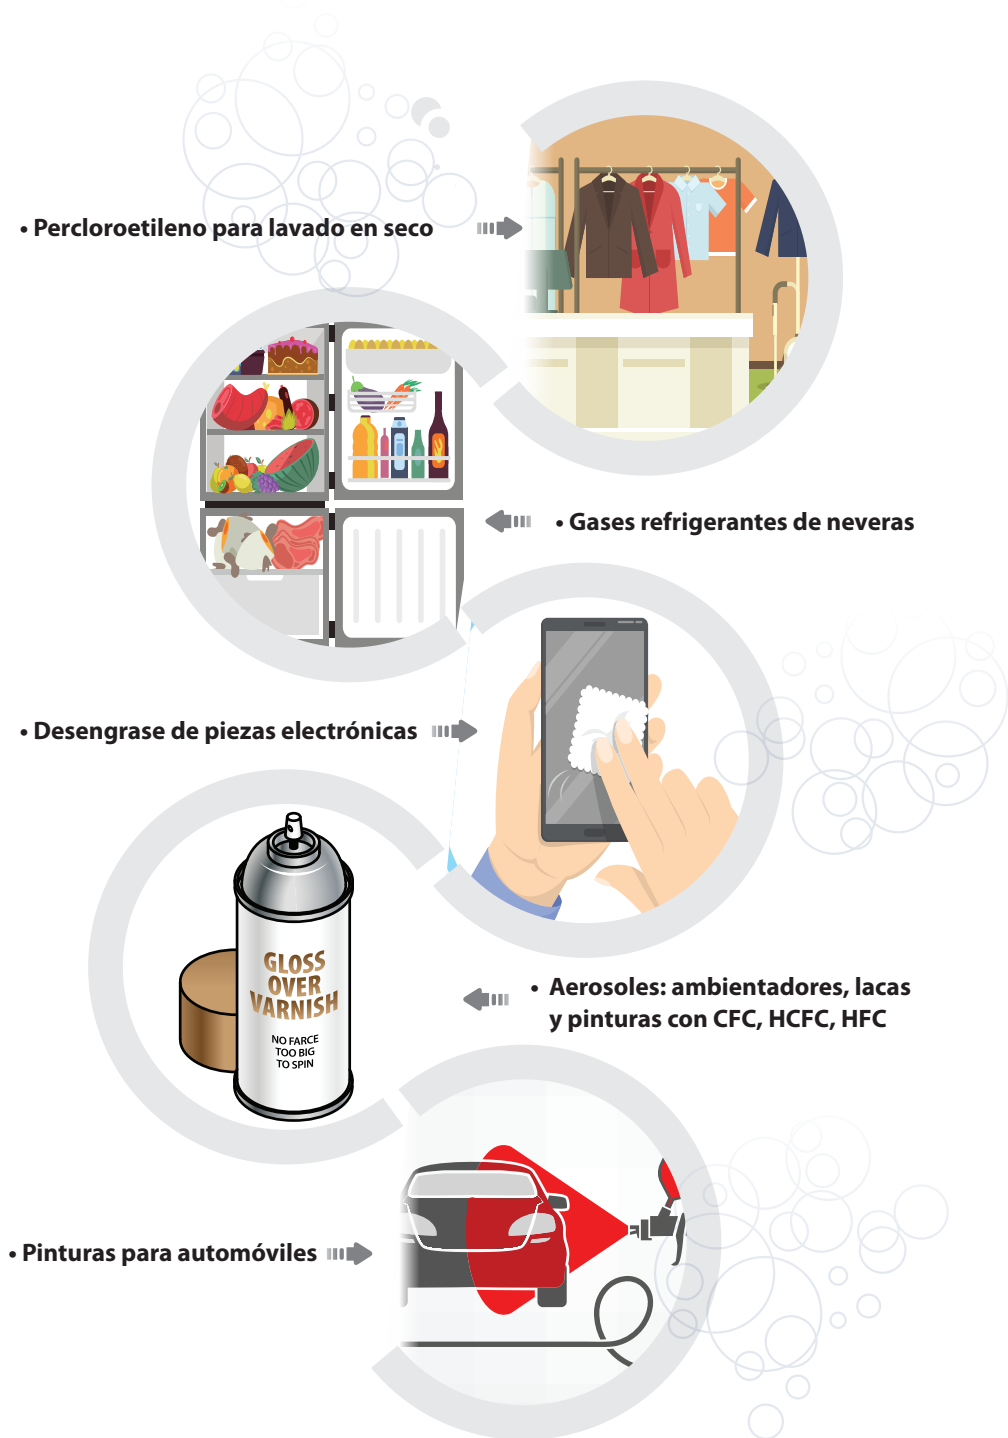 • Percloroetileno para lavado en seco
• Gases refrigerantes de neveras
• Desengrase de piezas electrónicas
GLOSS
OVER
VARNISH
NO FARCE
TOO BIG
TO SPIN
• Aerosoles: ambientadores, lacas
y pinturas con CFC, HCFC, HFC
• Pinturas para automóviles